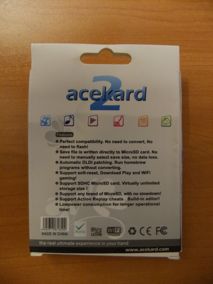 2
acekard
Features
● Perfect compatibility. No need to convert, No
need to flash!
● Save file is written directly to MicroSD card. No
need to manually select save size, no data loss.
● Automatic DLDI patching. Run homebrew
programs without converting.
● Support soft-reset, Download Play and WiFi
gaming!
● Support SDHC MicroSD card. Virtually unlimited
storage size!
● Support any brand of MicroSD, with no slowdown!
● Support Action Replay cheats Build-in editor!
● Lowpower consumption for longer operational
time!
MADE IN CHINA
www.acekard.com
the real ultimate experience in your hand!